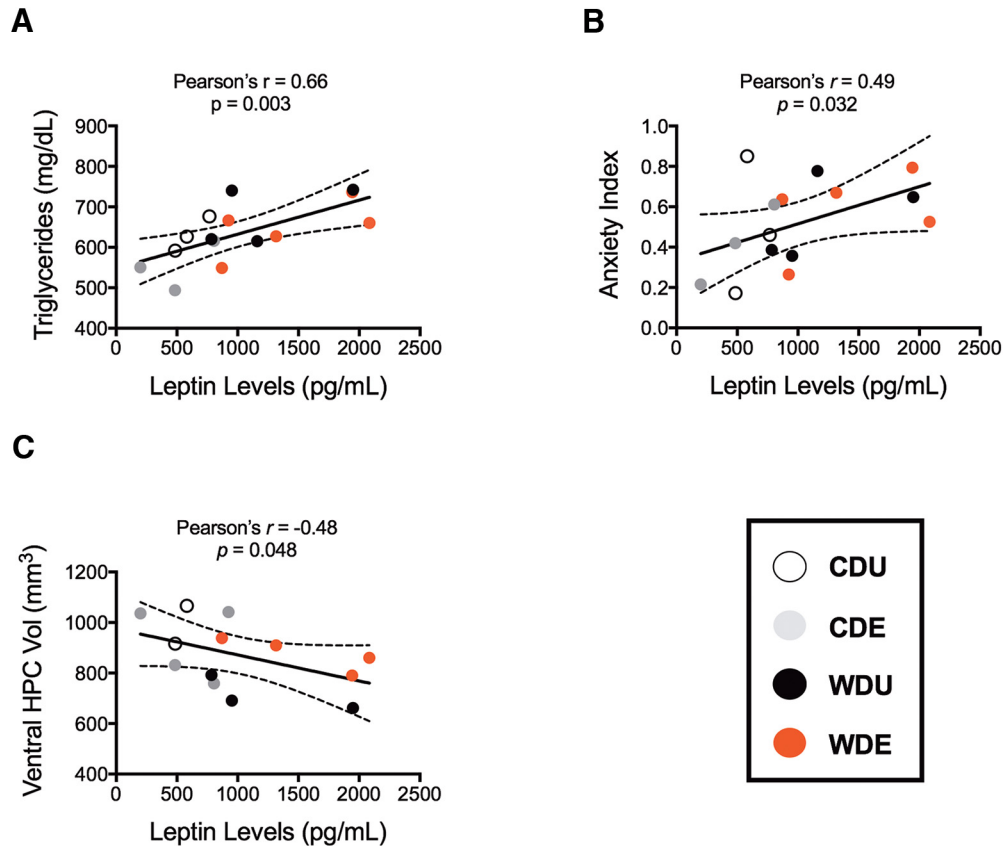 A
Pearson's r = 0.66
p = 0.003
Triglycerides (mg/dL)
900
800
700
600
500
400
0 500 1000 1500 2000 2500
Leptin Levels (pg/mL)
B
Pearson's r = 0.49
p = 0.032
Anxiety Index
1.0
0.8
0.6
0.4
0.2
0.0
0 500 1000 1500 2000 2500
Leptin Levels (pg/mL)
C
Pearson's r = -0.48
p = 0.048
Ventral HPC Vol (mm³)
1200
1000
800
600
400
0 500 1000 1500 2000 2500
Leptin Levels (pg/mL)
CDU
CDE
WDU
WDE